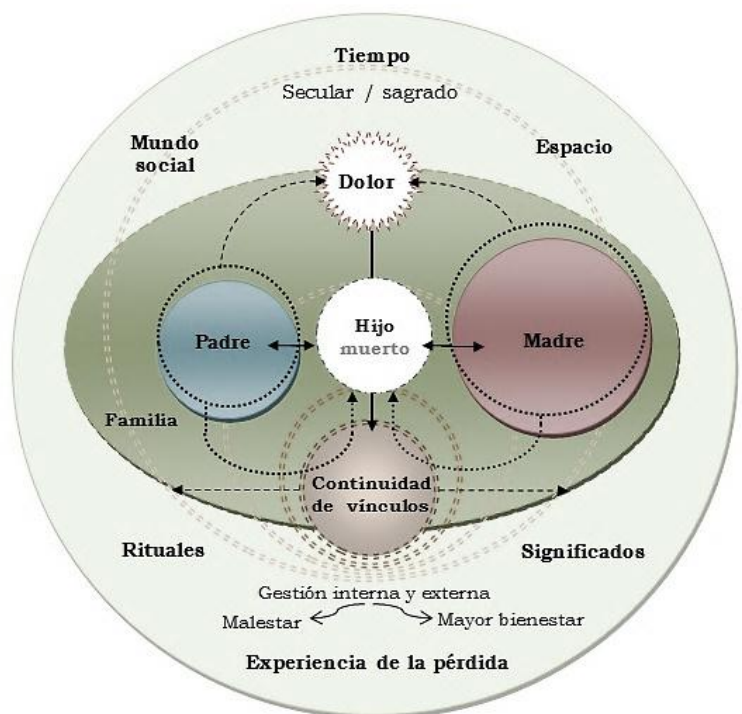 Tiempo
Secular / sagrado
Mundo
social
Espacio
Dolor
Hijo
muerto
Padre
Madre
Familia
Continuidad
de vínculos
Rituales
Significados
Gestión interna y externa
Malestar
Mayor bienestar
Experiencia de la pérdida